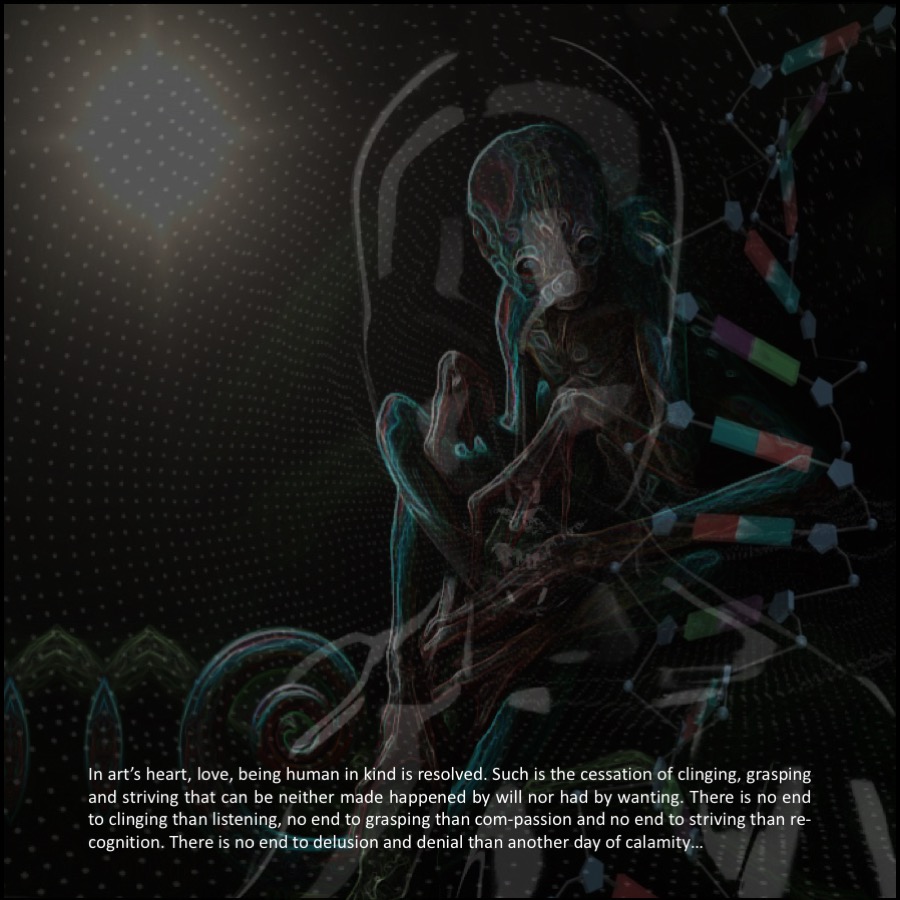 In art’s heart, love, being human in kind is resolved. Such is the cessation of clinging, grasping
and striving that can be neither made happened by will nor had by wanting. There is no end
to clinging than listening, no end to grasping than com-passion and no end to striving than re-
cognition. There is no end to delusion and denial than another day of calamity...